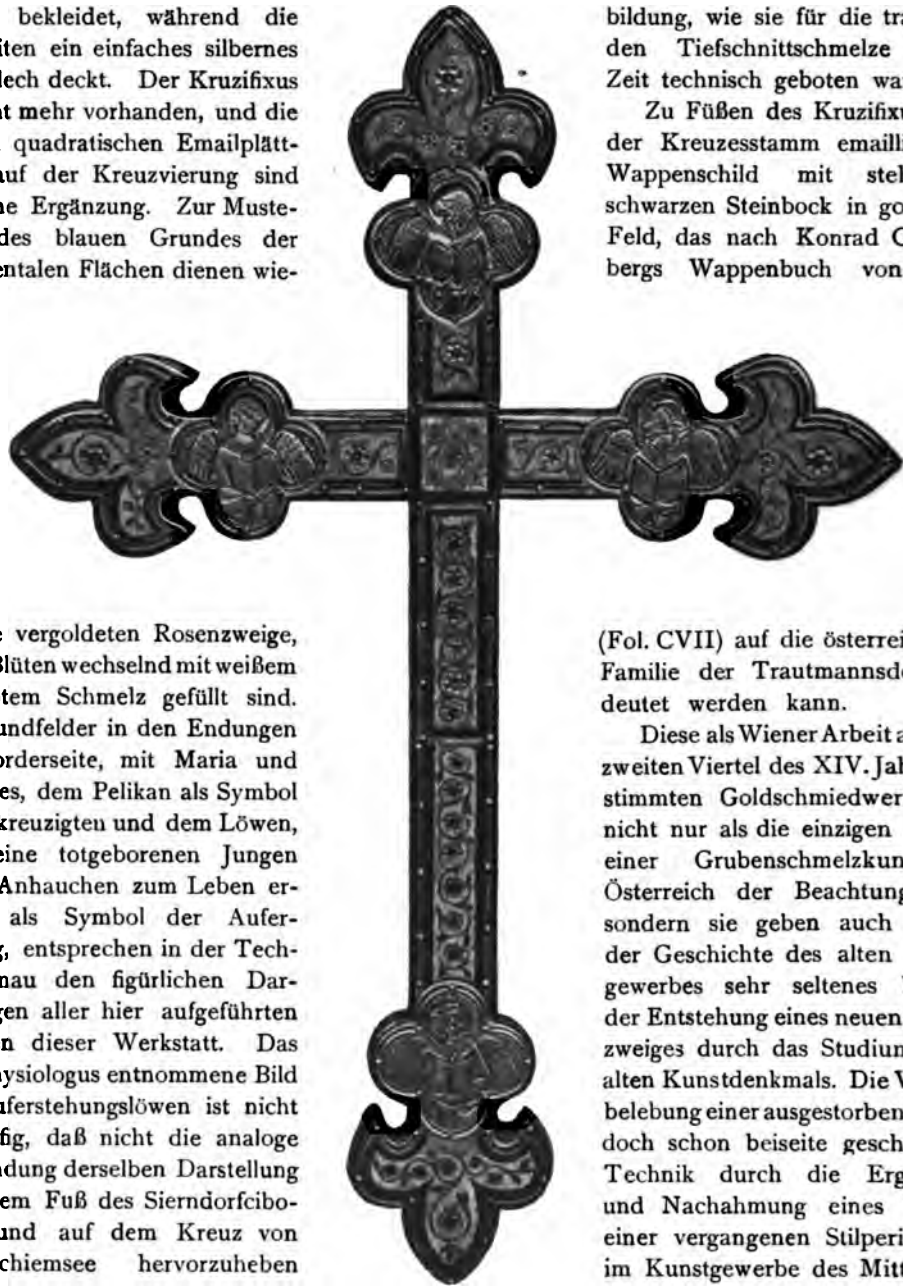 bekleidet, während die
iten ein einfaches silbernes
lech deckt. Der Kruzifixus
nt mehr vorhanden, und die
quadratischen Emailplätt-
auf der Kreuzvierung sind
ne Ergänzung. Zur Muste-
des blauen Grundes der
entalen Flächen dienen wie-
e vergoldeten Rosenzweige,
Blüten wechselnd mit weißem
tem Schmelz gefüllt sind.
undfelder in den Endungen
orderseite, mit Maria und
es, dem Pelikan als Symbol
kreuzigten und dem Löwen,
eine totgeborenen Jungen
Anhauchen zum Leben er-
als Symbol der Aufer-
g, entsprechen in der Tech-
nau den figürlichen Dar-
gen aller hier aufgeführten
n dieser Werkstatt. Das
ysiologus entnommene Bild
uferstehungslöwen ist nicht
fig, daß nicht die analoge
ndung derselben Darstellung
em Fuß des Sierndorfcibo-
und auf dem Kreuz von
chiemsee hervorzuheben
bildung, wie sie für die tra
den Tiefschnittschmelze
Zeit technisch geboten wa
Zu Füßen des Kruzifixu
der Kreuzesstamm emailli
Wappenschild mit stel
schwarzen Steinbock in go
Feld, das nach Konrad G
bergs Wappenbuch von
(Fol. CVII) auf die österrei
Familie der Trautmannsdo
deutet werden kann.
Diese als Wiener Arbeit a
zweiten Viertel des XIV. Jah
stimmten Goldschmiedwer
nicht nur als die einzigen
einer Grubenschmelzkun
Österreich der Beachtung
sondern sie geben auch
der Geschichte des alten
gewerbes sehr seltenes
der Entstehung eines neuen
zweiges durch das Studium
alten Kunstdenkmals. Die V
belebung einer ausgestorben
doch schon beiseite gesch
Technik durch die Erg
und Nachahmung eines
einer vergangenen Stilperi
im Kunstgewerbe des Mitt